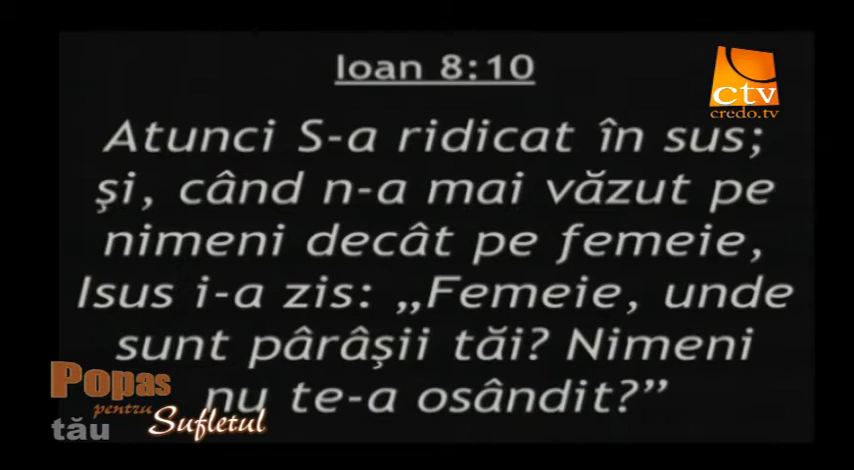 Ioan 8:10
ctv
credo.tv
Atunci S-a ridicat în sus;
şi, când n-a mai văzut pe
nimeni decât pe femeie,
Isus i-a zis: „Femeie, unde
sunt pârâşii tăi? Nimeni
nu te-a osândit?”
Popas
pentru Sufletul
tău